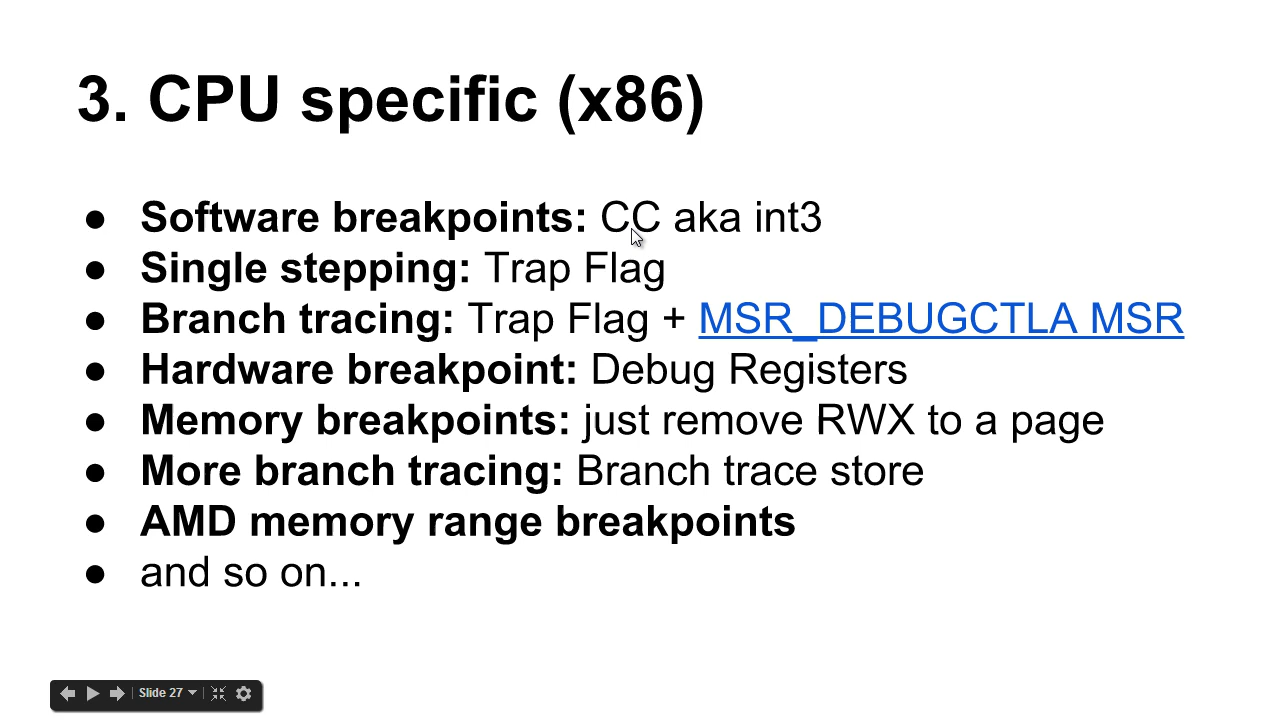 3. CPU specific (x86)
● Software breakpoints: CC aka int3
● Single stepping: Trap Flag
● Branch tracing: Trap Flag + MSR_DEBUGCTLA MSR
● Hardware breakpoint: Debug Registers
● Memory breakpoints: just remove RWX to a page
● More branch tracing: Branch trace store
● AMD memory range breakpoints
● and so on...
Slide 27